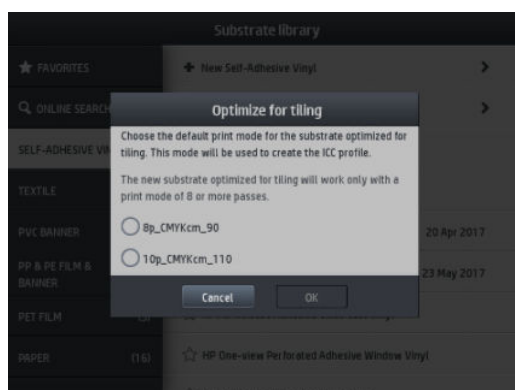 Substrate library
★ FAVORITES
+ New Self-Adhesive Vinyl
ONLINE SEARCH
SELF-ADHESIVE VIN
TEXTILE
PVC BANNER
20 Apr 2017
PP & PE FILM &
BANNER
23 May 2017
PET FILM
PAPER (16)
☆ HP One-view Perforated Adhesive Window Vinyl
Optimize for tiling
Choose the default print mode for the substrate optimized for
tiling. This mode will be used to create the ICC profile.
The new substrate optimized for tiling will work only with a
print mode of 8 or more passes.
8p_CMYKcm_90
10p_CMYKcm_110
Cancel OK